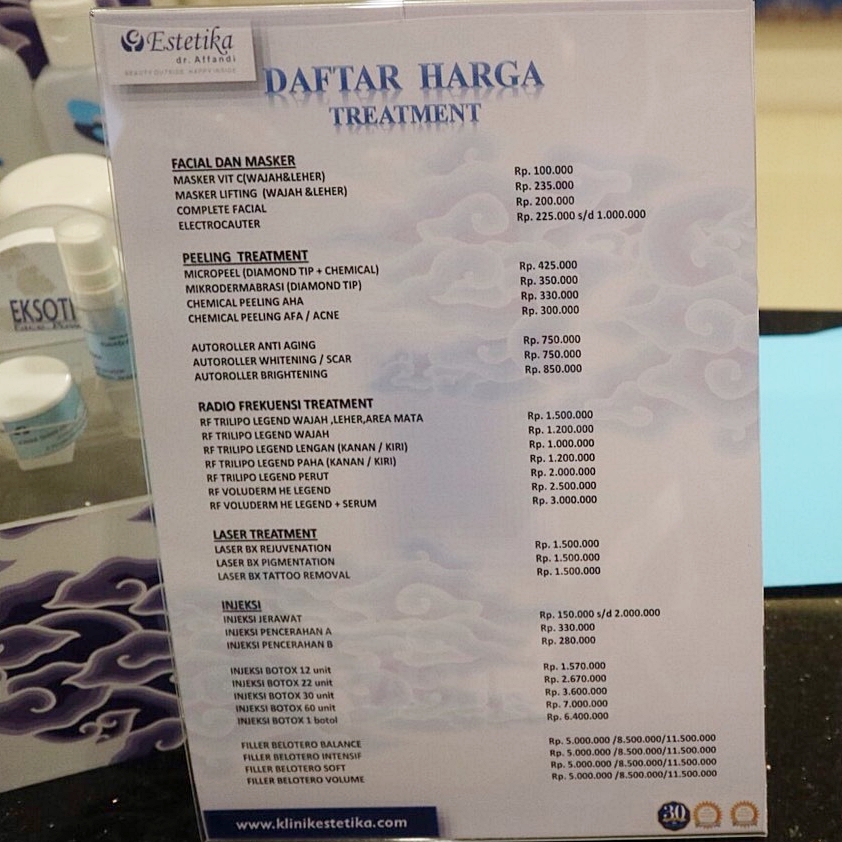 Estetika
dr. Affandi
BEAUTY OUTSIDE, HAPPY INSIDE
DAFTAR HARGA
TREATMENT
FACIAL DAN MASKER
MASKER VIT C(WAJAH&LEHER) Rp. 100.000
MASKER LIFTING (WAJAH &LEHER) Rp. 235.000
COMPLETE FACIAL Rp. 200.000
ELECTROCAUTER Rp. 225.000 s/d 1.000.000
PEELING TREATMENT
MICROPEEL (DIAMOND TIP + CHEMICAL) Rp. 425.000
MIKRODERMABRASI (DIAMOND TIP) Rp. 350.000
CHEMICAL PEELING AHA Rp. 330.000
CHEMICAL PEELING AFA / ACNE Rp. 300.000
AUTOROLLER ANTI AGING Rp. 750.000
AUTOROLLER WHITENING / SCAR Rp. 750.000
AUTOROLLER BRIGHTENING Rp. 850.000
RADIO FREKUENSI TREATMENT
RF TRILIPO LEGEND WAJAH ,LEHER,AREA MATA Rp. 1.500.000
RF TRILIPO LEGEND WAJAH Rp. 1.200.000
RF TRILIPO LEGEND LENGAN (KANAN / KIRI) Rp. 1.000.000
RF TRILIPO LEGEND PAHA (KANAN / KIRI) Rp. 1.200.000
RF TRILIPO LEGEND PERUT Rp. 2.000.000
RF VOLUDERM HE LEGEND Rp. 2.500.000
RF VOLUDERM HE LEGEND + SERUM Rp. 3.000.000
LASER TREATMENT
LASER BX REJUVENATION Rp. 1.500.000
LASER BX PIGMENTATION Rp. 1.500.000
LASER BX TATTOO REMOVAL Rp. 1.500.000
INJEKSI
INJEKSI JERAWAT Rp. 150.000 s/d 2.000.000
INJEKSI PENCERAHAN A Rp. 330.000
INJEKSI PENCERAHAN B Rp. 280.000
INJEKSI BOTOX 12 unit Rp. 1.570.000
INJEKSI BOTOX 22 unit Rp. 2.670.000
INJEKSI BOTOX 30 unit Rp. 3.600.000
INJEKSI BOTOX 60 unit Rp. 7.000.000
INJEKSI BOTOX 1 botol Rp. 6.400.000
FILLER BELOTERO BALANCE Rp. 5.000.000 /8.500.000/11.500.000
FILLER BELOTERO INTENSIF Rp. 5.000.000 /8.500.000/11.500.000
FILLER BELOTERO SOFT Rp. 5.000.000 /8.500.000/11.500.000
FILLER BELOTERO VOLUME Rp. 5.000.000 /8.500.000/11.500.000
www.klinikestetika.com
30
EKSOTI